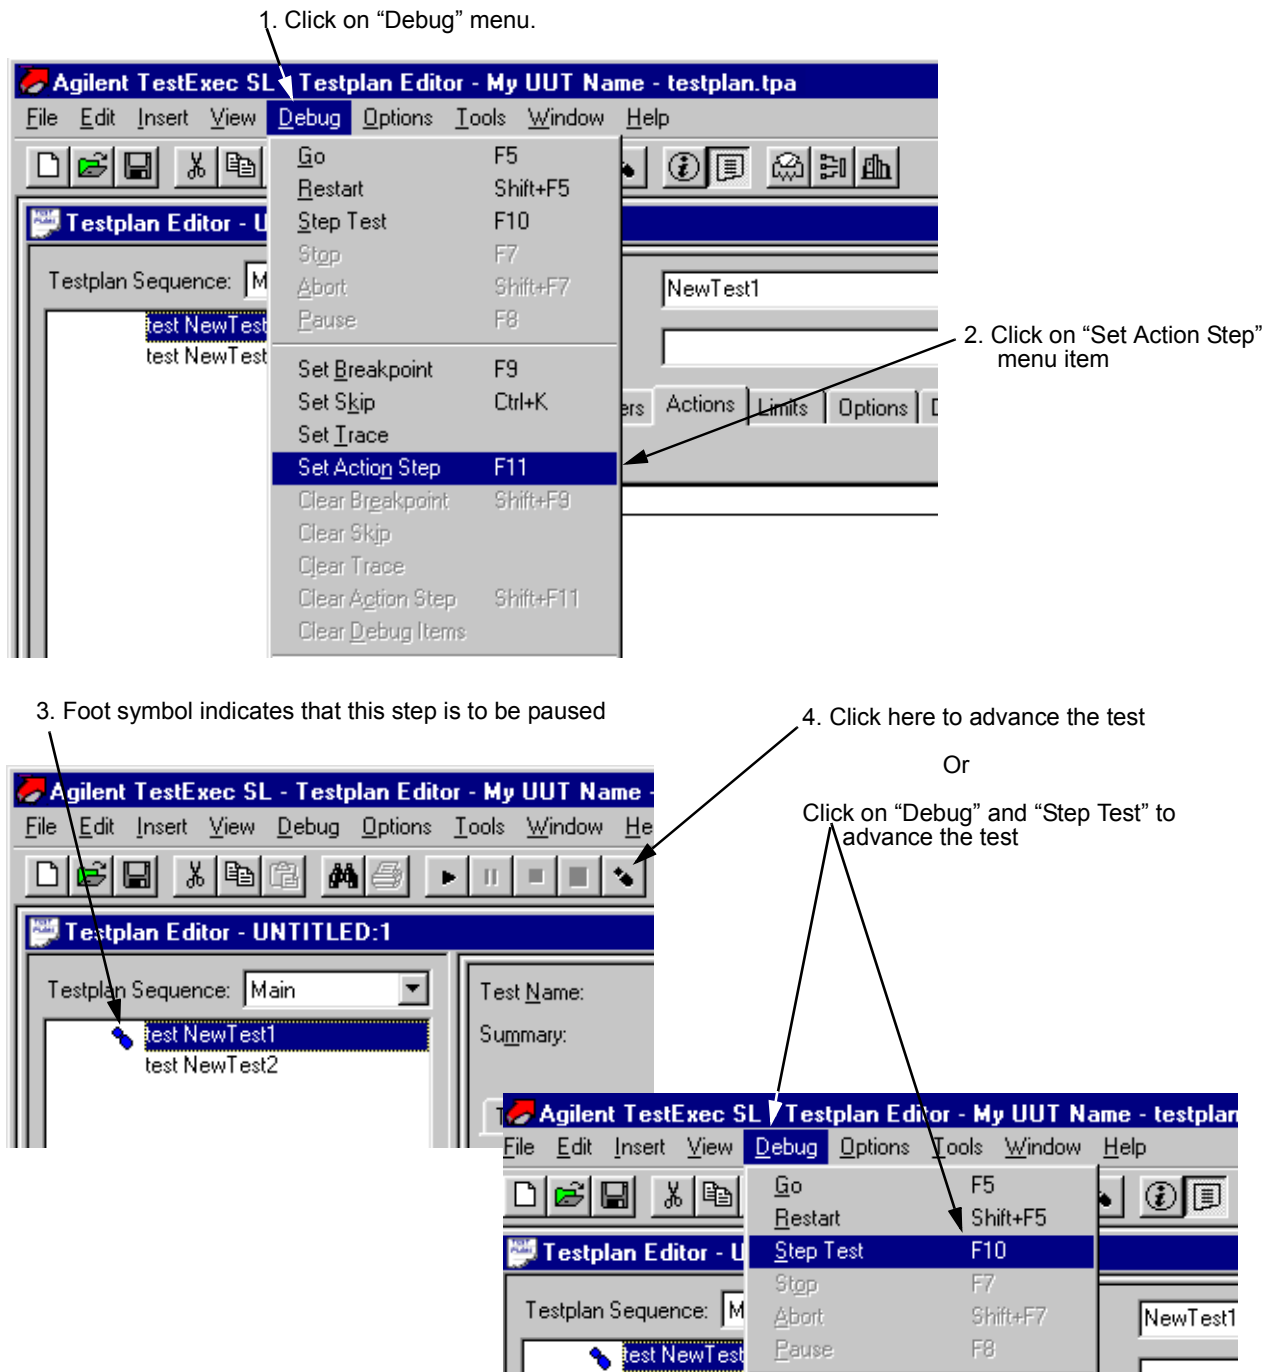 1. Click on “Debug” menu.
Agilent TestExec SL - Testplan Editor - My UUT Name - testplan.tpa
File Edit Insert View Debug Options Tools Window Help
Go F5
Restart Shift+F5
Step Test F10
Stop F7
Abort Shift+F7
Pause F8
Set Breakpoint F9
Set Skip Ctrl+K
Set Trace
Set Action Step F11
Clear Breakpoint Shift+F9
Clear Skip
Clear Trace
Clear Action Step Shift+F11
Clear Debug Items
Testplan Editor - U
Testplan Sequence: M
test NewTest
test NewTest
NewTest1
ers Actions Limits Options D
2. Click on “Set Action Step”
menu item
3. Foot symbol indicates that this step is to be paused
4. Click here to advance the test
Or
Click on “Debug” and “Step Test” to
advance the test
Agilent TestExec SL - Testplan Editor - My UUT Name -
File Edit Insert View Debug Options Tools Window He
Testplan Editor - UNTITLED:1
Testplan Sequence: Main
test NewTest1
test NewTest2
Test Name:
Summary:
T
Agilent TestExec SL - Testplan Editor - My UUT Name - testplan
File Edit Insert View Debug Options Tools Window Help
Go F5
Restart Shift+F5
Step Test F10
Stop F7
Abort Shift+F7
Pause F8
Testplan Editor - U
Testplan Sequence: M
test NewTest
NewTest1